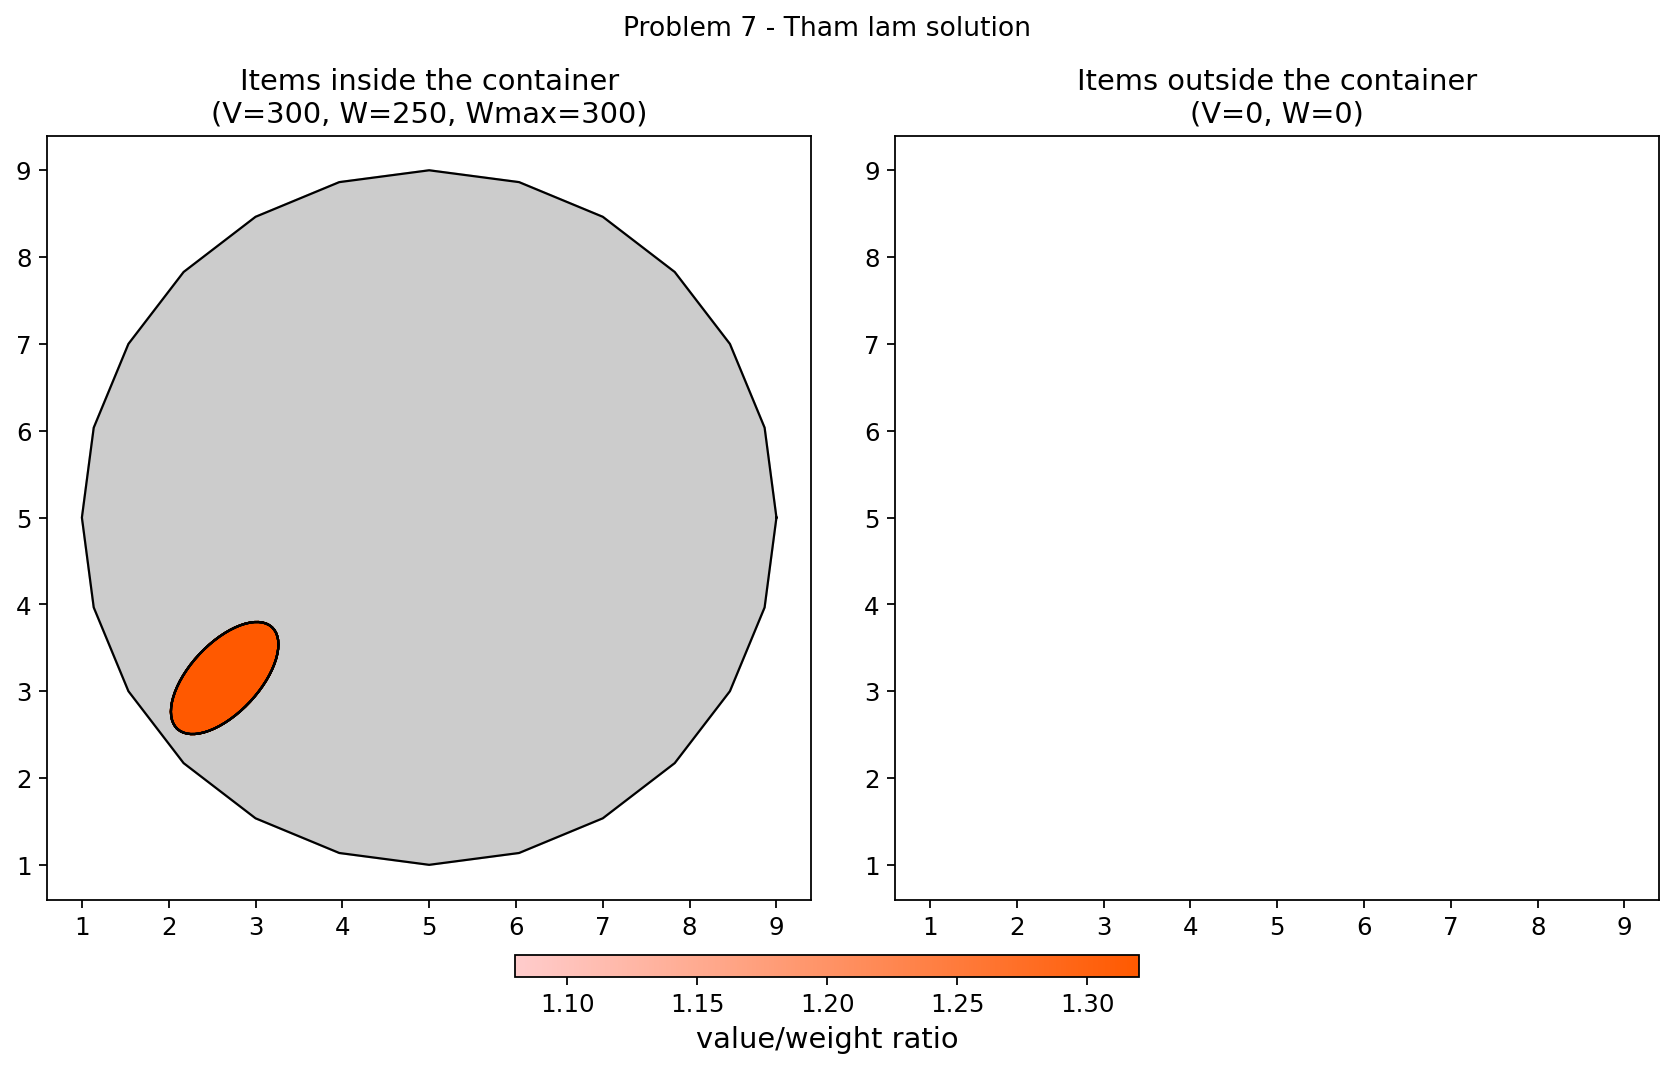 Problem 7 - Tham lam solution
Items inside the container
(V=300, W=250, Wmax=300)
9
8
7
6
5
4
3
2
1
1 2 3 4 5 6 7 8 9
Items outside the container
(V=0, W=0)
9
8
7
6
5
4
3
2
1
1 2 3 4 5 6 7 8 9
1.10 1.15 1.20 1.25 1.30
value/weight ratio